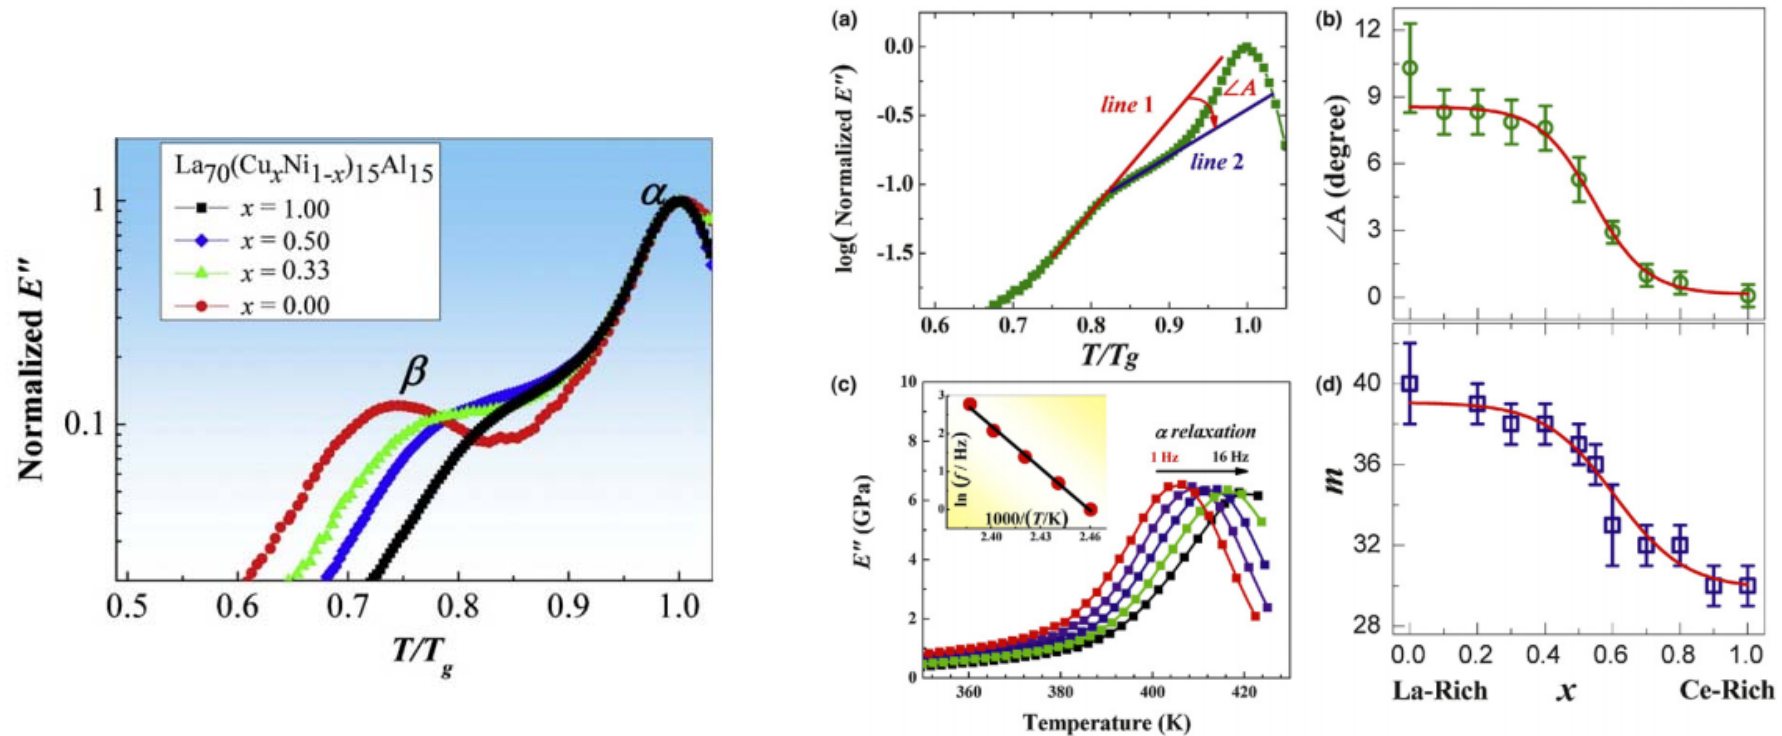 La70(CuxNi1-x)15Al15
x = 1.00
x = 0.50
x = 0.33
x = 0.00
α
β
Normalized E″
1
0.1
0.5 0.6 0.7 0.8 0.9 1.0
T/Tg
(a)
log( Normalized E″)
0.0
-0.5
-1.0
-1.5
line 1
∠A
line 2
0.6 0.7 0.8 0.9 1.0
T/Tg
(b)
∠A (degree)
12
9
6
3
0
(c)
E″ (GPa)
10
8
6
4
2
0
ln (f / Hz)
3
2
1
0
1000/(T/K)
2.40 2.43 2.46
α relaxation
1 Hz 16 Hz
360 380 400 420
Temperature (K)
(d)
m
40
36
32
28
0.0 0.2 0.4 0.6 0.8 1.0
La-Rich x Ce-Rich